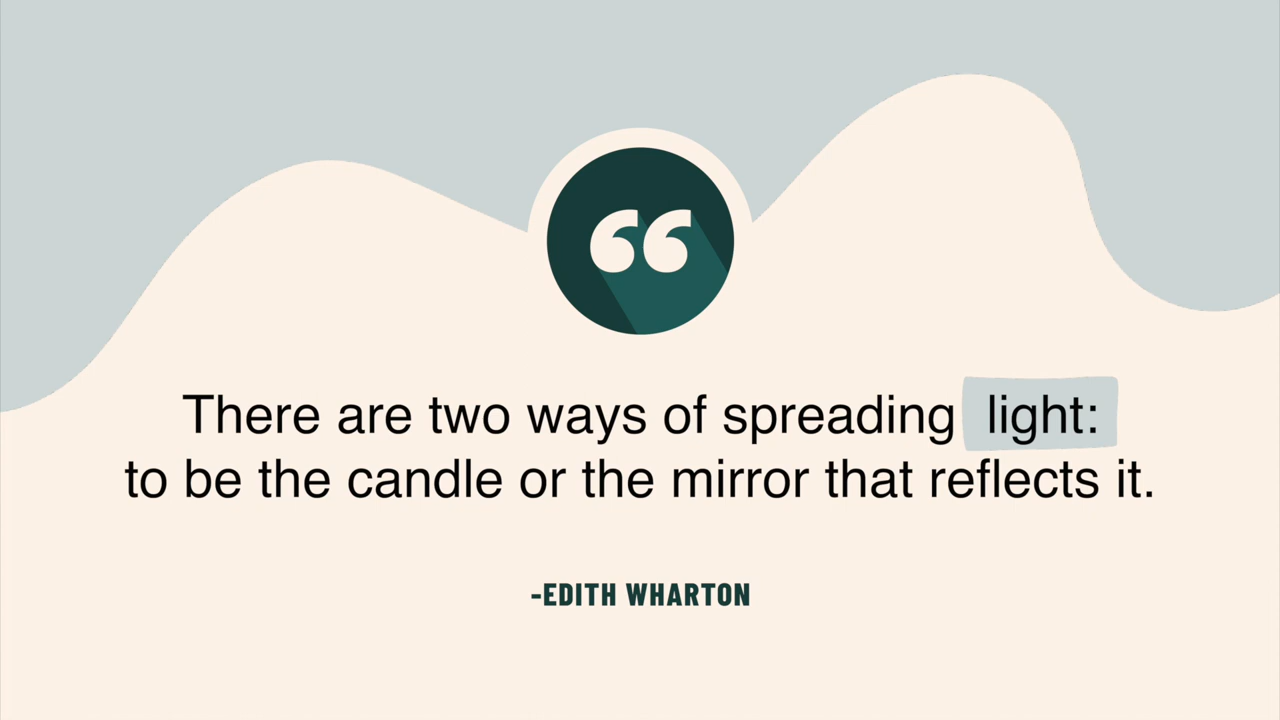 “
There are two ways of spreading light:
to be the candle or the mirror that reflects it.
-EDITH WHARTON